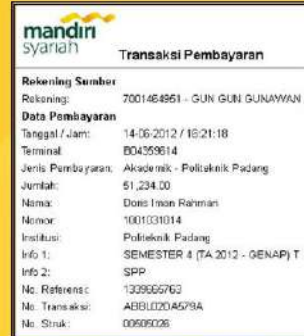 mandiri
syariah
Transaksi Pembayaran
Rekening Sumber
Rekening: 7001464951 - GUN GUN GUNAWAN
Data Pembayaran
Tanggal / Jam: 14-06-2012 / 16:21:18
Terminal: B04359614
Jenis Pembayaran: Akademik - Politeknik Padang
Jumlah: 51,234.00
Nama: Doris Iman Rahman
Nomor: 1001031014
Institusi: Politeknik Padang
Info 1: SEMESTER 4 (TA 2012 - GENAP) T
Info 2: SPP
No. Referensi: 1339665763
No. Transaksi: ABBL020A579A
No. Struk: 00505026